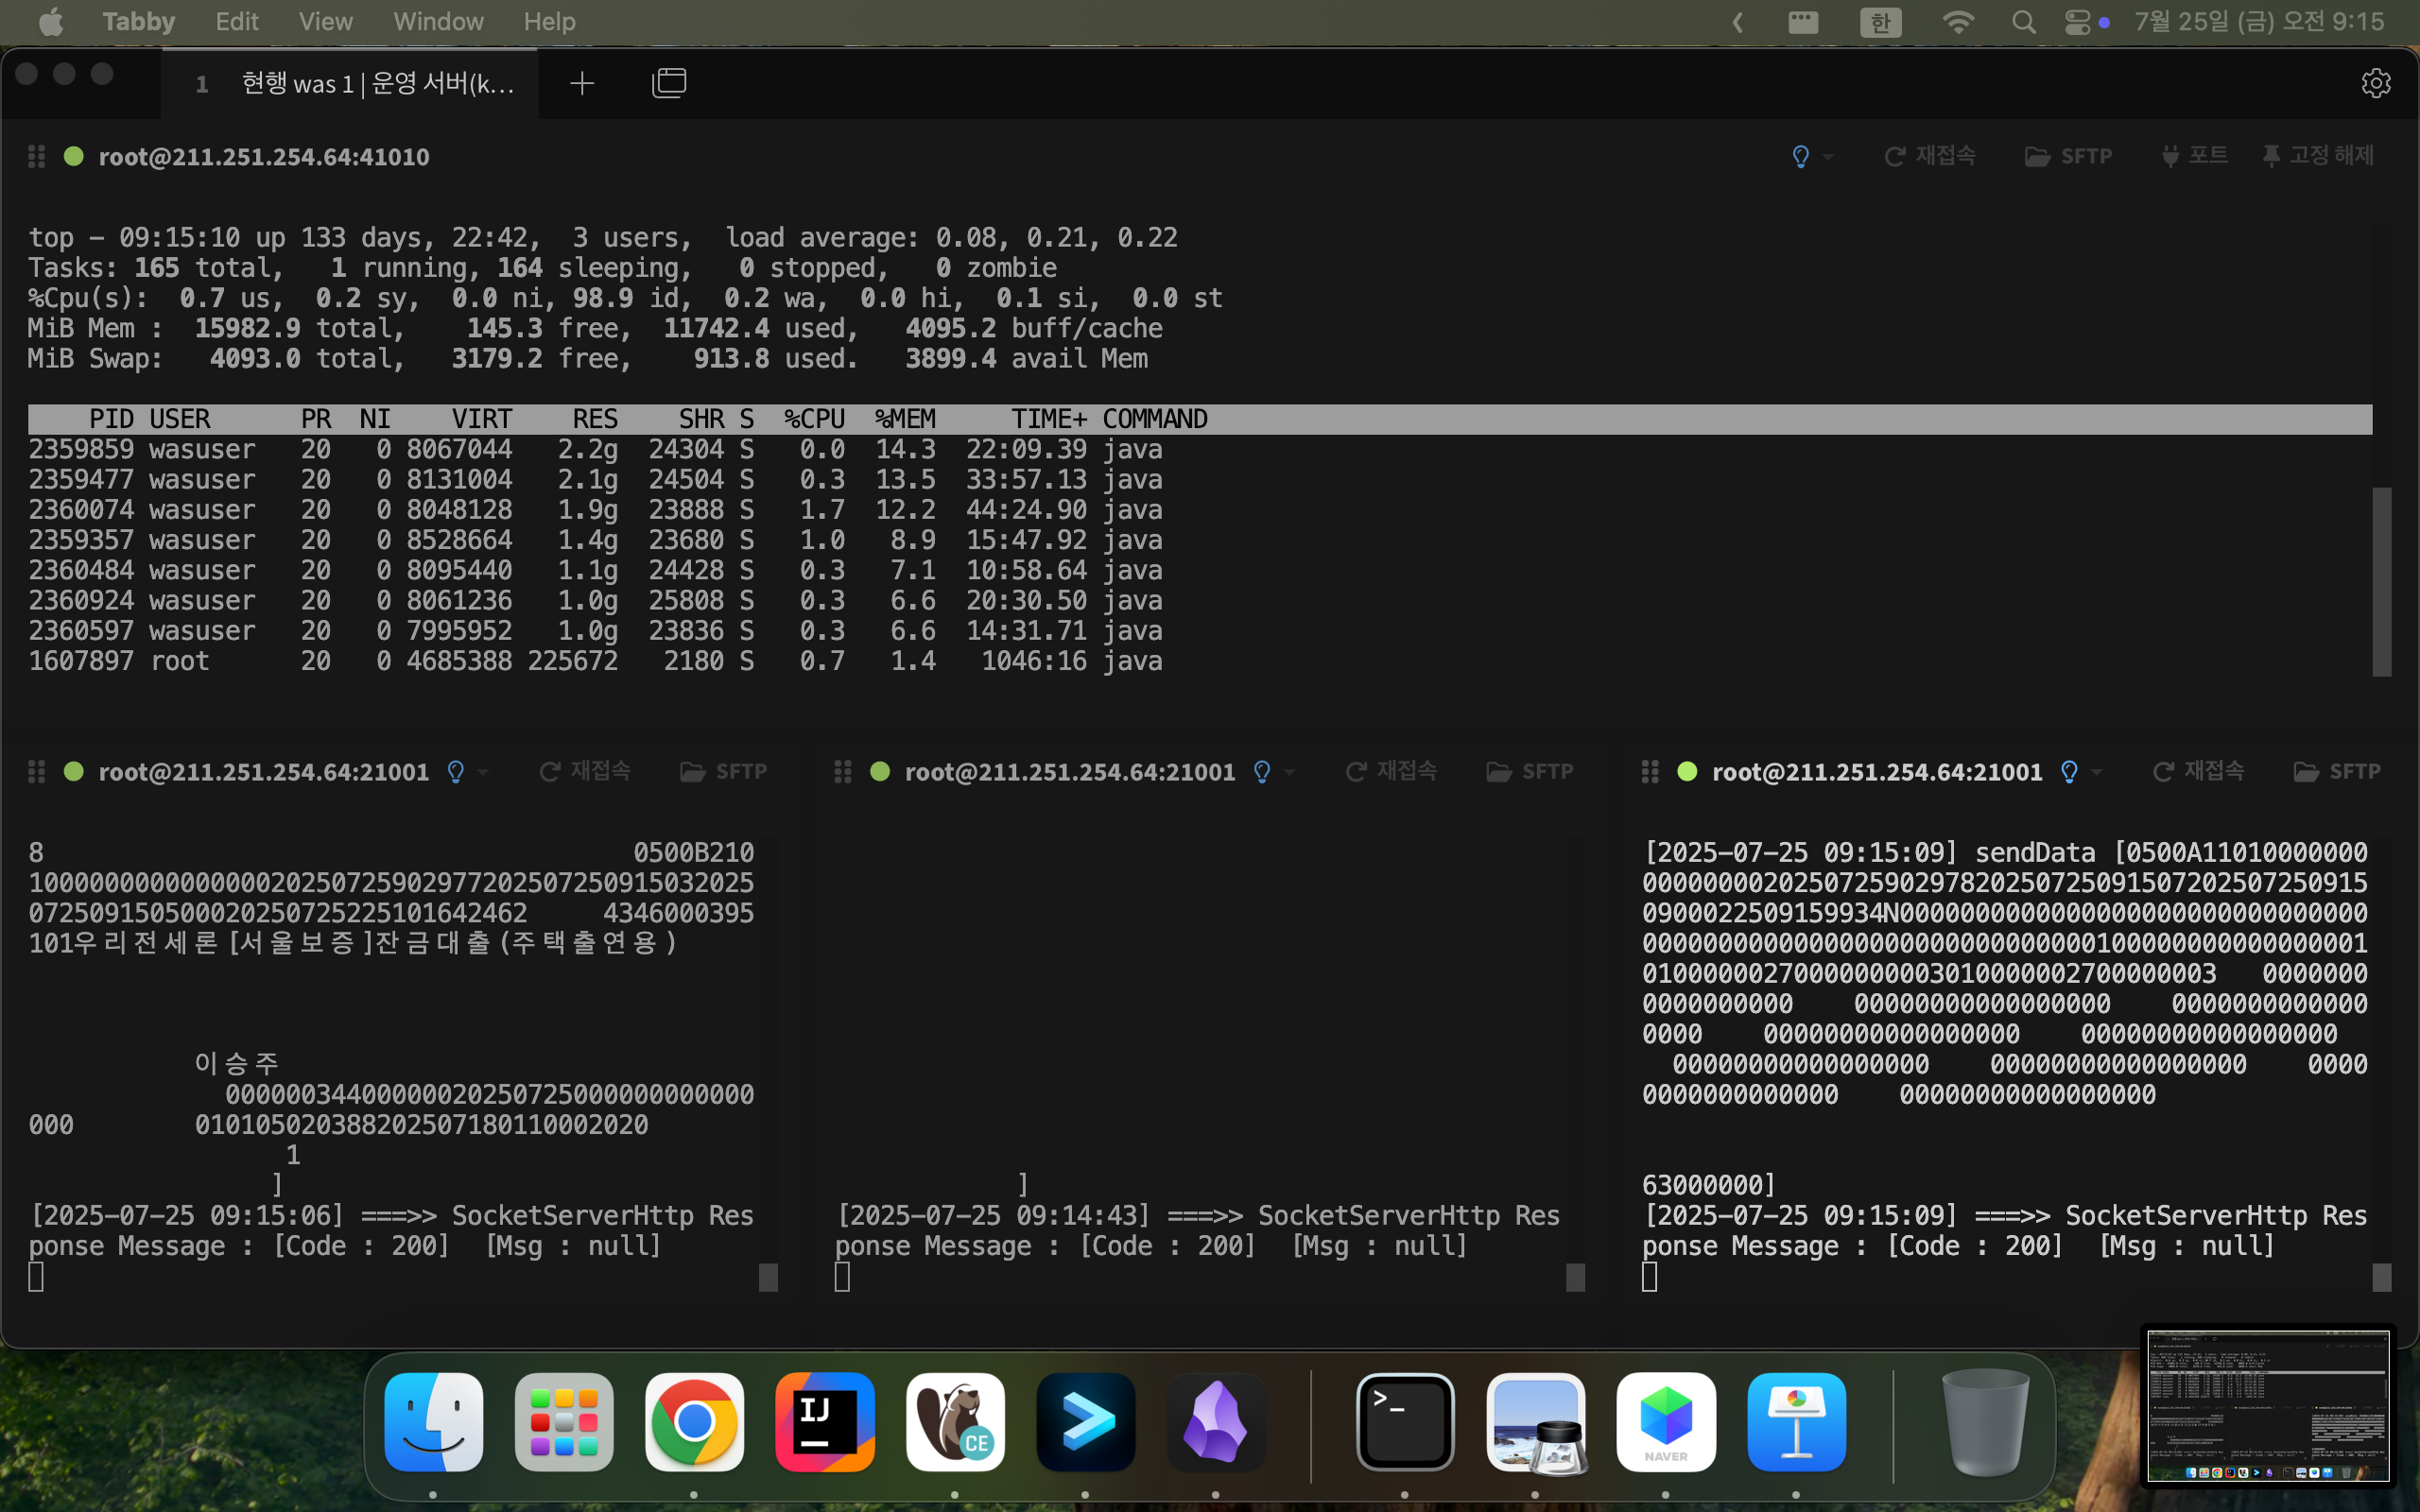 Tabby Edit View Window Help 한 7월 25일 (금) 오전 9:15
1 현행 was 1 | 운영 서버(k...
root@211.251.254.64:41010 재접속 SFTP 포트 고정 해제
top - 09:15:10 up 133 days, 22:42, 3 users, load average: 0.08, 0.21, 0.22
Tasks: 165 total, 1 running, 164 sleeping, 0 stopped, 0 zombie
%Cpu(s): 0.7 us, 0.2 sy, 0.0 ni, 98.9 id, 0.2 wa, 0.0 hi, 0.1 si, 0.0 st
MiB Mem : 15982.9 total, 145.3 free, 11742.4 used, 4095.2 buff/cache
MiB Swap: 4093.0 total, 3179.2 free, 913.8 used. 3899.4 avail Mem
PID USER PR NI VIRT RES SHR S %CPU %MEM TIME+ COMMAND
2359859 wasuser 20 0 8067044 2.2g 24304 S 0.0 14.3 22:09.39 java
2359477 wasuser 20 0 8131004 2.1g 24504 S 0.3 13.5 33:57.13 java
2360074 wasuser 20 0 8048128 1.9g 23888 S 1.7 12.2 44:24.90 java
2359357 wasuser 20 0 8528664 1.4g 23680 S 1.0 8.9 15:47.92 java
2360484 wasuser 20 0 8095440 1.1g 24428 S 0.3 7.1 10:58.64 java
2360924 wasuser 20 0 8061236 1.0g 25808 S 0.3 6.6 20:30.50 java
2360597 wasuser 20 0 7995952 1.0g 23836 S 0.3 6.6 14:31.71 java
1607897 root 20 0 4685388 225672 2180 S 0.7 1.4 1046:16 java
root@211.251.254.64:21001 재접속 SFTP
8 0500B210
100000000000000020250725902977202507250915032025
072509150500020250725225101642462 4346000395
101우리전세론 [서울보증]잔금대출(주택출연용)
이승주
00000034400000020250725000000000000
000 010105020388202507180110002020
1
]
[2025-07-25 09:15:06] ===>> SocketServerHttp Res
ponse Message : [Code : 200] [Msg : null]
root@211.251.254.64:21001 재접속 SFTP
]
[2025-07-25 09:14:43] ===>> SocketServerHttp Res
ponse Message : [Code : 200] [Msg : null]
root@211.251.254.64:21001 재접속 SFTP
[2025-07-25 09:15:09] sendData [0500A11010000000
000000002025072590297820250725091507202507250915
0900022509159934N0000000000000000000000000000000
000000000000000000000000000000100000000000000001
01000000270000000003010000002700000003 0000000
0000000000 00000000000000000 0000000000000
0000 00000000000000000 00000000000000000
00000000000000000 00000000000000000 0000
0000000000000 00000000000000000
63000000]
[2025-07-25 09:15:09] ===>> SocketServerHttp Res
ponse Message : [Code : 200] [Msg : null]
IJ
CE
NAVER